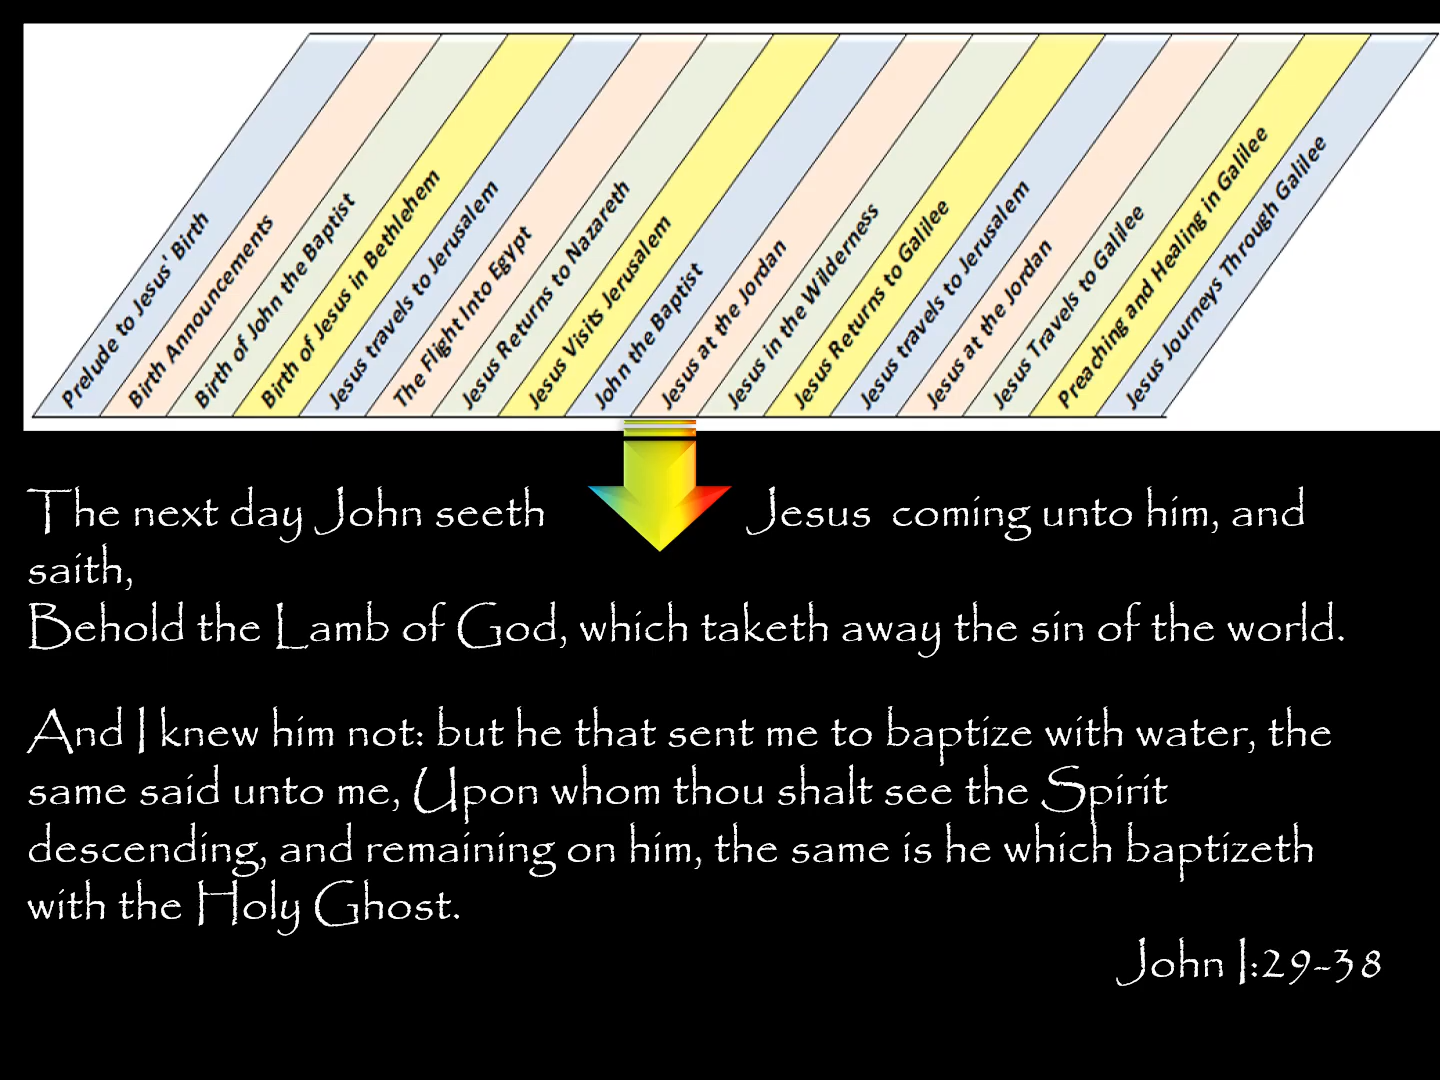 Prelude to Jesus' Birth
Birth Announcements
Birth of John the Baptist
Birth of Jesus in Bethlehem
Jesus travels to Jerusalem
The Flight Into Egypt
Jesus Returns to Nazareth
Jesus Visits Jerusalem
John the Baptist
Jesus at the Jordan
Jesus in the Wilderness
Jesus Returns to Galilee
Jesus travels to Jerusalem
Jesus at the Jordan
Jesus Travels to Galilee
Preaching and Healing in Galilee
Jesus Journeys Through Galilee
The next day John seeth Jesus coming unto him, and
saith,
Behold the Lamb of God, which taketh away the sin of the world.
And I knew him not: but he that sent me to baptize with water, the
same said unto me, Upon whom thou shalt see the Spirit
descending, and remaining on him, the same is he which baptizeth
with the Holy Ghost.
John I:29-38